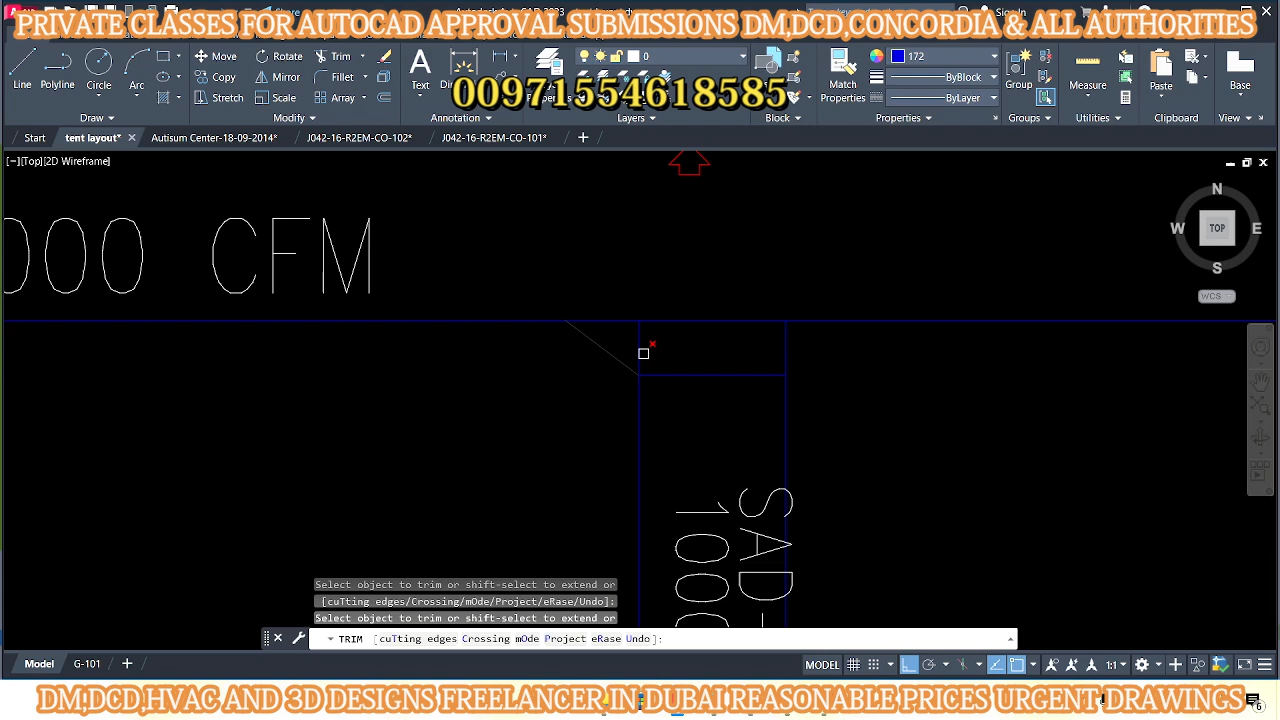 PRIVATE CLASSES FOR AUTOCAD APPROVAL SUBMISSIONS DM,DCD,CONCORDIA & ALL AUTHORITIES
Share
Sign In
Line
Polyline
Circle
Arc
Move
Rotate
Trim
Copy
Mirror
Fillet
Stretch
Scale
Array
Text
0
Match
Properties
172
ByBlock
ByLayer
Group
Measure
Paste
Base
00971554618585
Draw
Modify
Annotation
Layers
Block
Properties
Groups
Utilities
Clipboard
View
Start
tent layout*
Autisum Center-18-09-2014*
J042-16-R2EM-CO-102*
J042-16-R2EM-CO-101*
[−][Top][2D Wireframe]
N
W
TOP
E
S
WCS
000 CFM
SAD-
1000
Select object to trim or shift-select to extend or
[cuTting edges/Crossing/mOde/Project/eRase/Undo]:
Select object to trim or shift-select to extend or
TRIM [cuTting edges Crossing mOde Project eRase Undo]:
Model
G-101
MODEL
1:1
DM,DCD,HVAC AND 3D DESIGNS FREELANCER IN DUBAI REASONABLE PRICES URGENT DRAWINGS
6